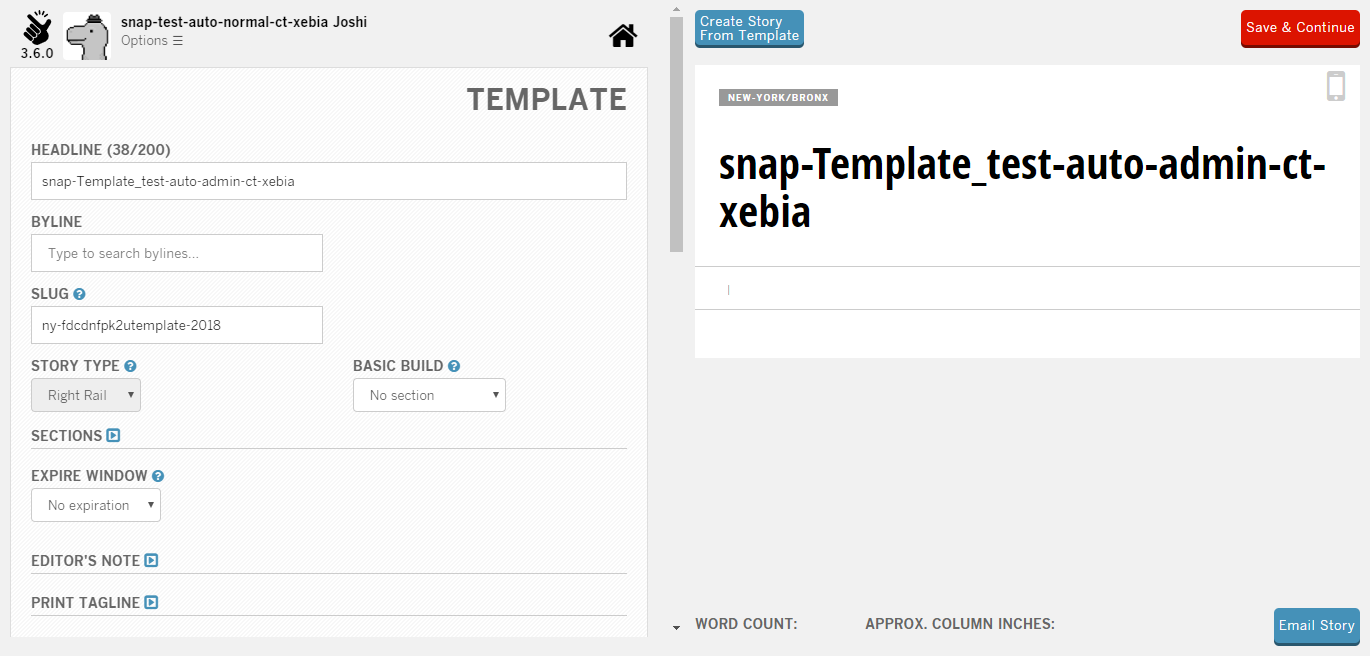 snap-test-auto-normal-ct-xebia Joshi
Options ☰
3.6.0
TEMPLATE
HEADLINE (38/200)
snap-Template_test-auto-admin-ct-xebia
BYLINE
Type to search bylines...
SLUG ?
ny-fdcdnfpk2utemplate-2018
STORY TYPE ?
BASIC BUILD ?
Right Rail
No section
SECTIONS
EXPIRE WINDOW ?
No expiration
EDITOR'S NOTE
PRINT TAGLINE
Create Story
From Template
Save & Continue
NEW-YORK/BRONX
snap-Template_test-auto-admin-ct-
xebia
WORD COUNT:
APPROX. COLUMN INCHES:
Email Story